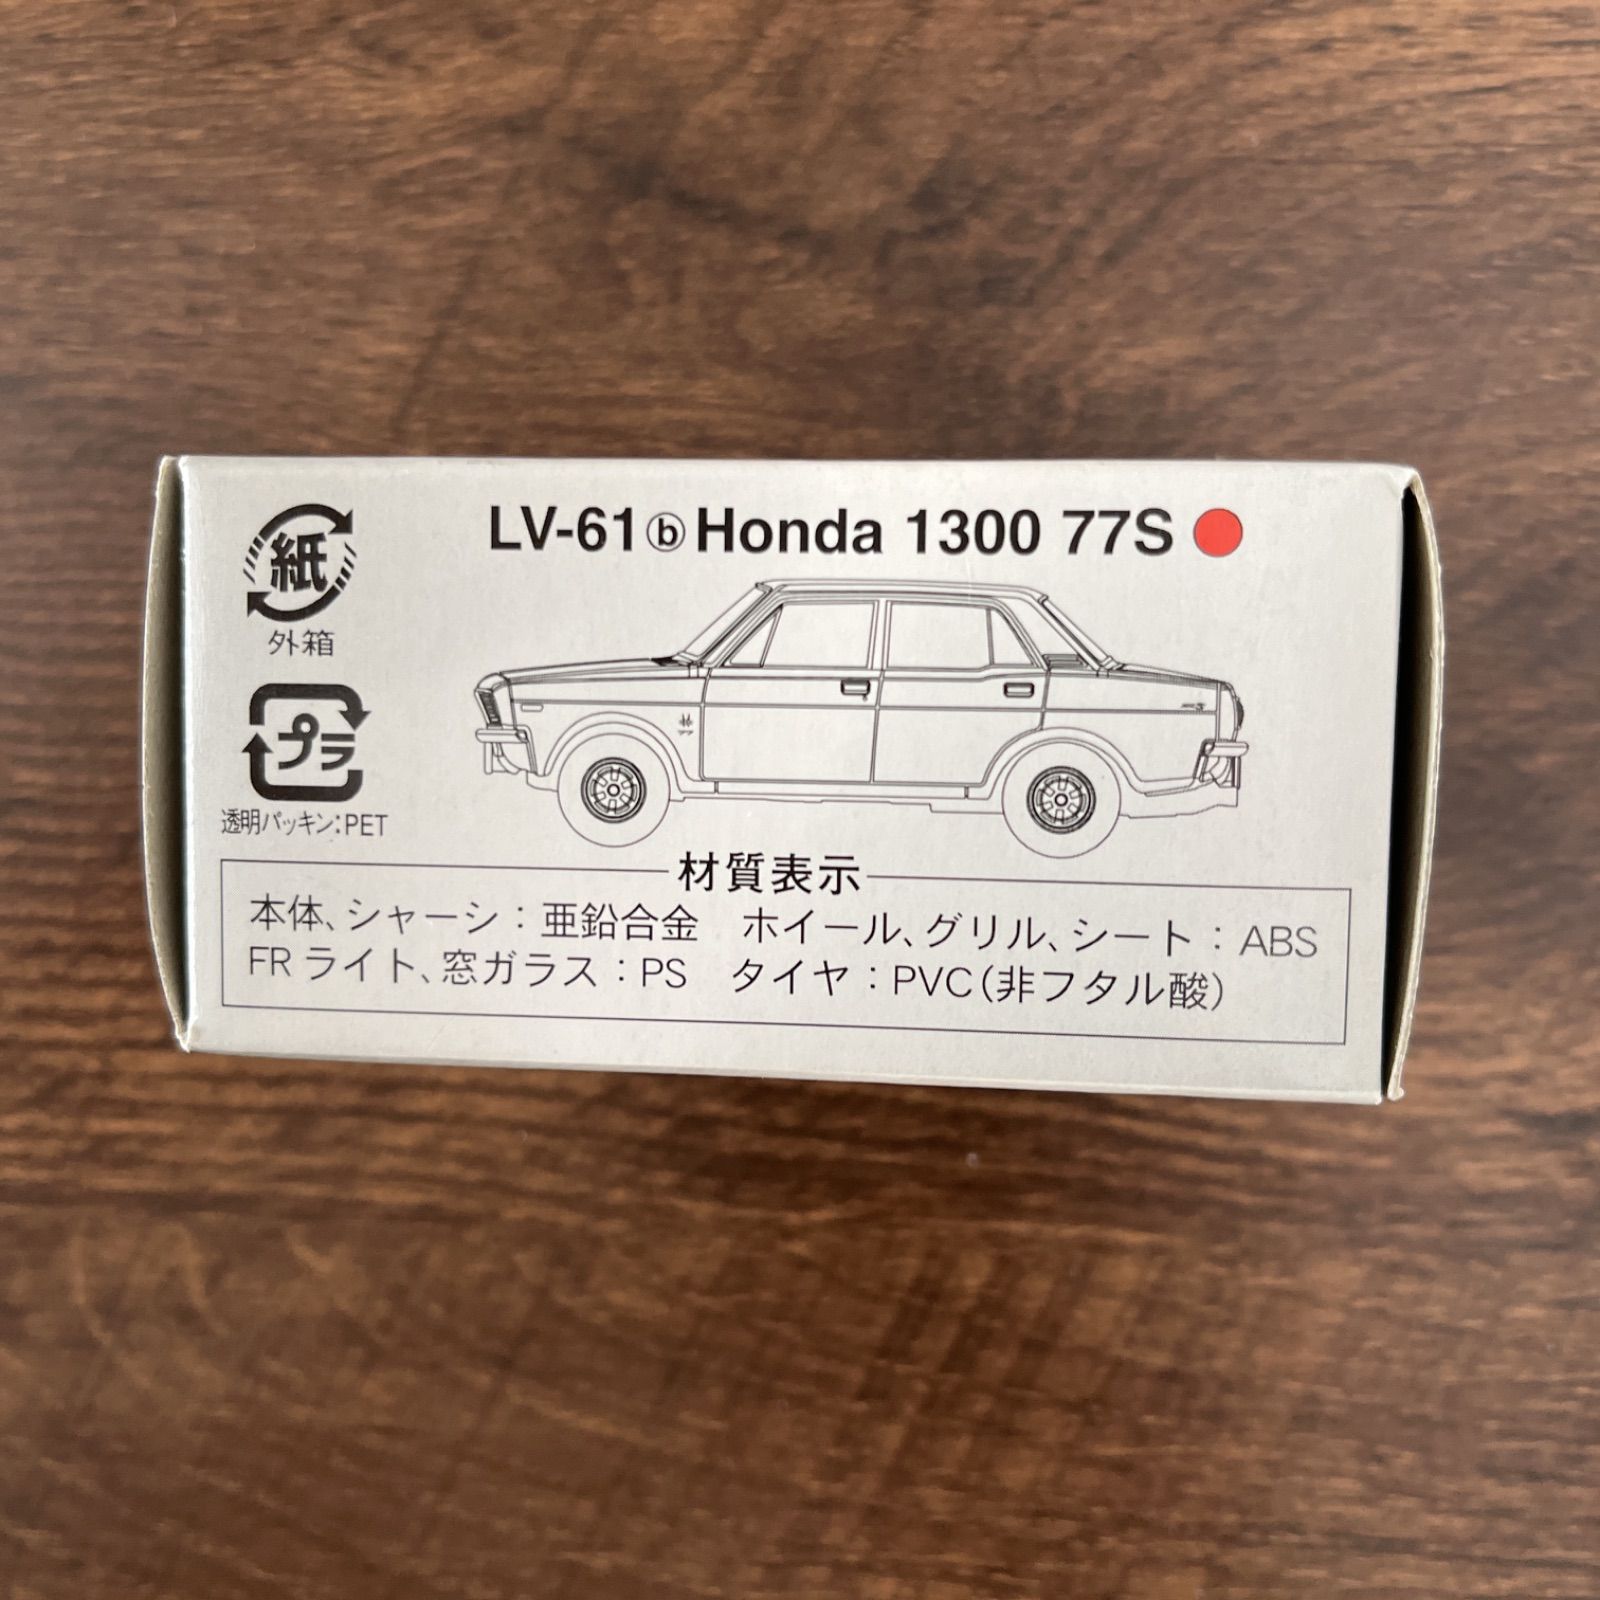 LV-61ⓑHonda 1300 77S
紙
外箱
プラ
透明パッキン:PET
材質表示
本体、シャーシ:亜鉛合金 ホイール、グリル、シート:ABS
FRライト、窓ガラス:PS タイヤ:PVC(非フタル酸)